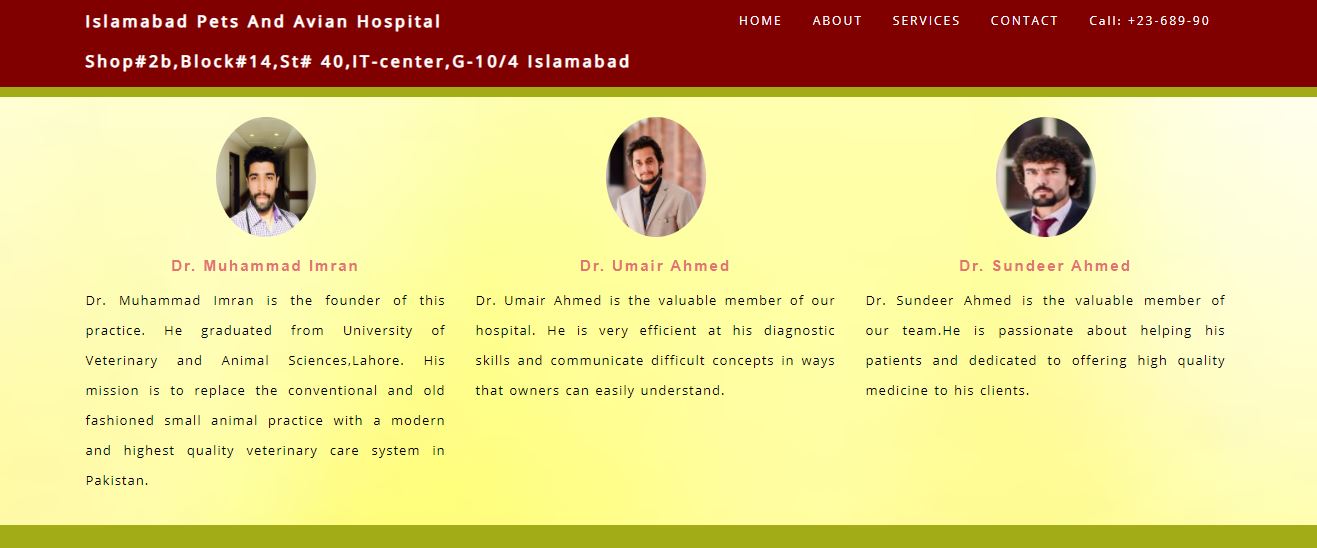 Islamabad Pets And Avian Hospital
HOME ABOUT SERVICES CONTACT Call: +23-689-90
Shop#2b,Block#14,St# 40,IT-center,G-10/4 Islamabad
Dr. Muhammad Imran
Dr. Muhammad Imran is the founder of this
practice. He graduated from University of
Veterinary and Animal Sciences,Lahore. His
mission is to replace the conventional and old
fashioned small animal practice with a modern
and highest quality veterinary care system in
Pakistan.
Dr. Umair Ahmed
Dr. Umair Ahmed is the valuable member of our
hospital. He is very efficient at his diagnostic
skills and communicate difficult concepts in ways
that owners can easily understand.
Dr. Sundeer Ahmed
Dr. Sundeer Ahmed is the valuable member of
our team.He is passionate about helping his
patients and dedicated to offering high quality
medicine to his clients.